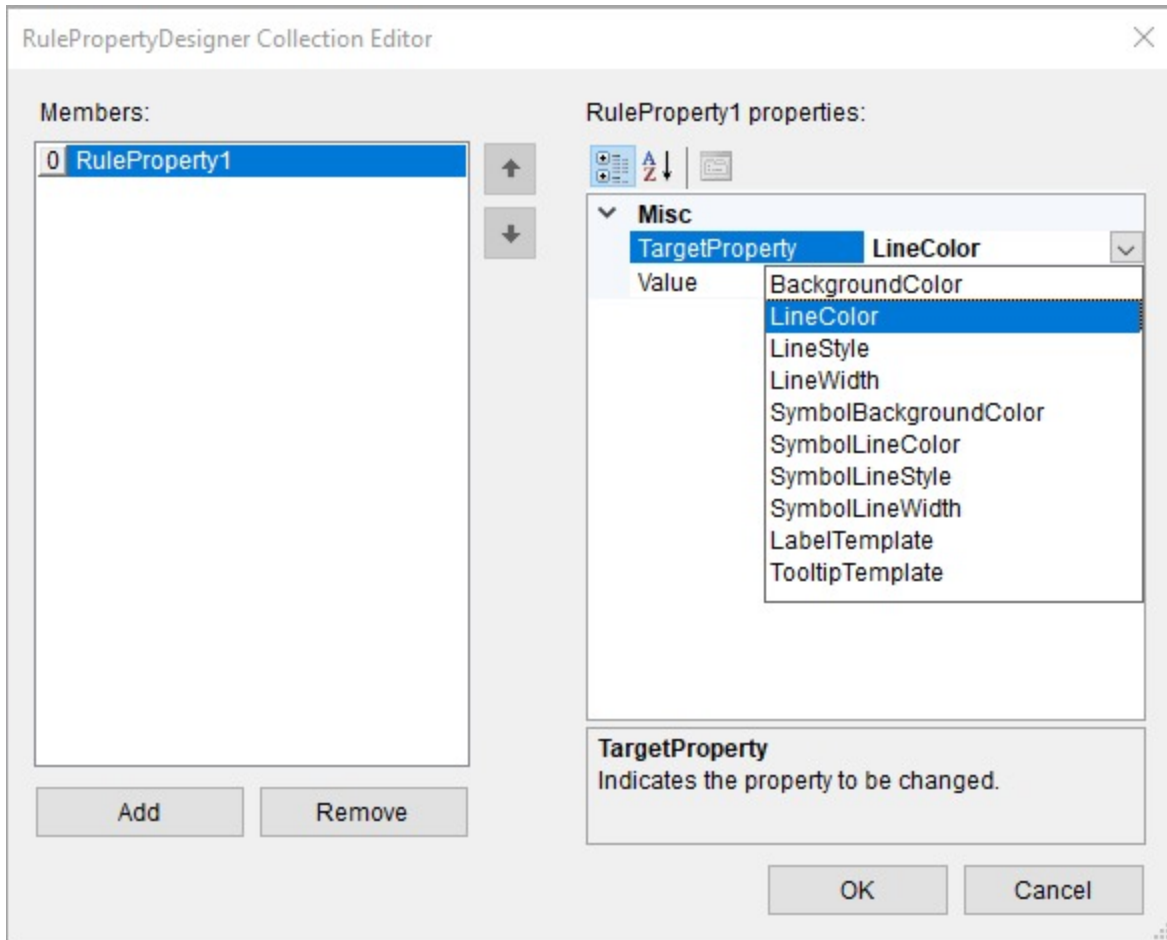 RulePropertyDesigner Collection Editor
Members:
0 RuleProperty1
Add
Remove
RuleProperty1 properties:
A
Z
Misc
TargetProperty LineColor
Value
BackgroundColor
LineColor
LineStyle
LineWidth
SymbolBackgroundColor
SymbolLineColor
SymbolLineStyle
SymbolLineWidth
LabelTemplate
TooltipTemplate
TargetProperty
Indicates the property to be changed.
OK
Cancel